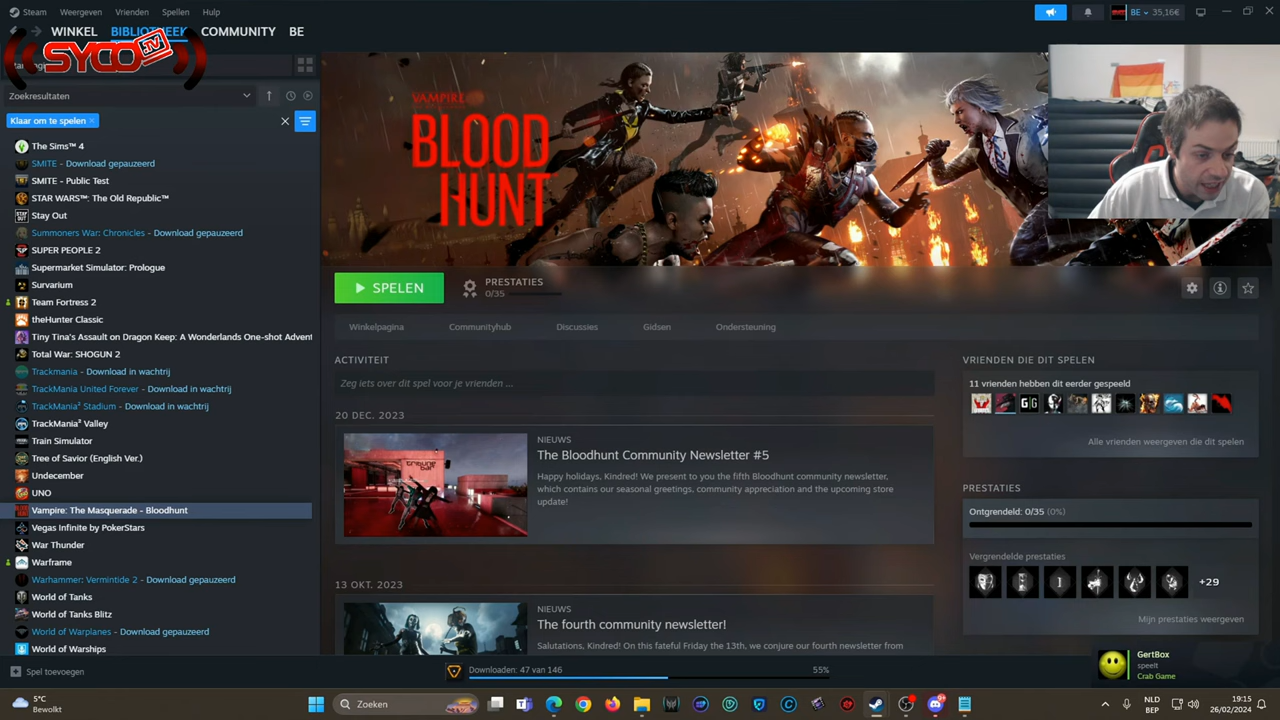 Steam Weergeven Vrienden Spellen Hulp
BE 35,16€
WINKEL BIBLIOTHEEK COMMUNITY BE
SYCO TV
Zoekresultaten
Klaar om te spelen
The Sims™ 4
SMITE - Download gepauzeerd
SMITE - Public Test
STAR WARS™: The Old Republic™
Stay Out
Summoners War: Chronicles - Download gepauzeerd
SUPER PEOPLE 2
Supermarket Simulator: Prologue
Survarium
Team Fortress 2
theHunter Classic
Tiny Tina's Assault on Dragon Keep: A Wonderlands One-shot Advent
Total War: SHOGUN 2
Trackmania - Download in wachtrij
TrackMania United Forever - Download in wachtrij
TrackMania² Stadium - Download in wachtrij
TrackMania² Valley
Train Simulator
Tree of Savior (English Ver.)
Undecember
UNO
Vampire: The Masquerade - Bloodhunt
Vegas Infinite by PokerStars
War Thunder
Warframe
Warhammer: Vermintide 2 - Download gepauzeerd
World of Tanks
World of Tanks Blitz
World of Warplanes - Download gepauzeerd
World of Warships
Spel toevoegen
VAMPIRE
BLOOD
HUNT
SPELEN
PRESTATIES
0/35
Winkelpagina Communityhub Discussies Gidsen Ondersteuning
ACTIVITEIT
Zeg iets over dit spel voor je vrienden ...
20 DEC. 2023
NIEUWS
The Bloodhunt Community Newsletter #5
Happy holidays, Kindred! We present to you the fifth Bloodhunt community newsletter,
which contains our seasonal greetings, community appreciation and the upcoming store
update!
13 OKT. 2023
NIEUWS
The fourth community newsletter!
Salutations, Kindred! On this fateful Friday the 13th, we conjure our fourth newsletter from
VRIENDEN DIE DIT SPELEN
11 vrienden hebben dit eerder gespeeld
Alle vrienden weergeven die dit spelen
PRESTATIES
Ontgrendeld: 0/35 (0%)
Vergrendelde prestaties
+29
Mijn prestaties weergeven
Downloaden: 47 van 146 55%
GertBox
speelt
Crab Game
5°C
Bewolkt
Zoeken
NLD
BEP
19:15
26/02/2024